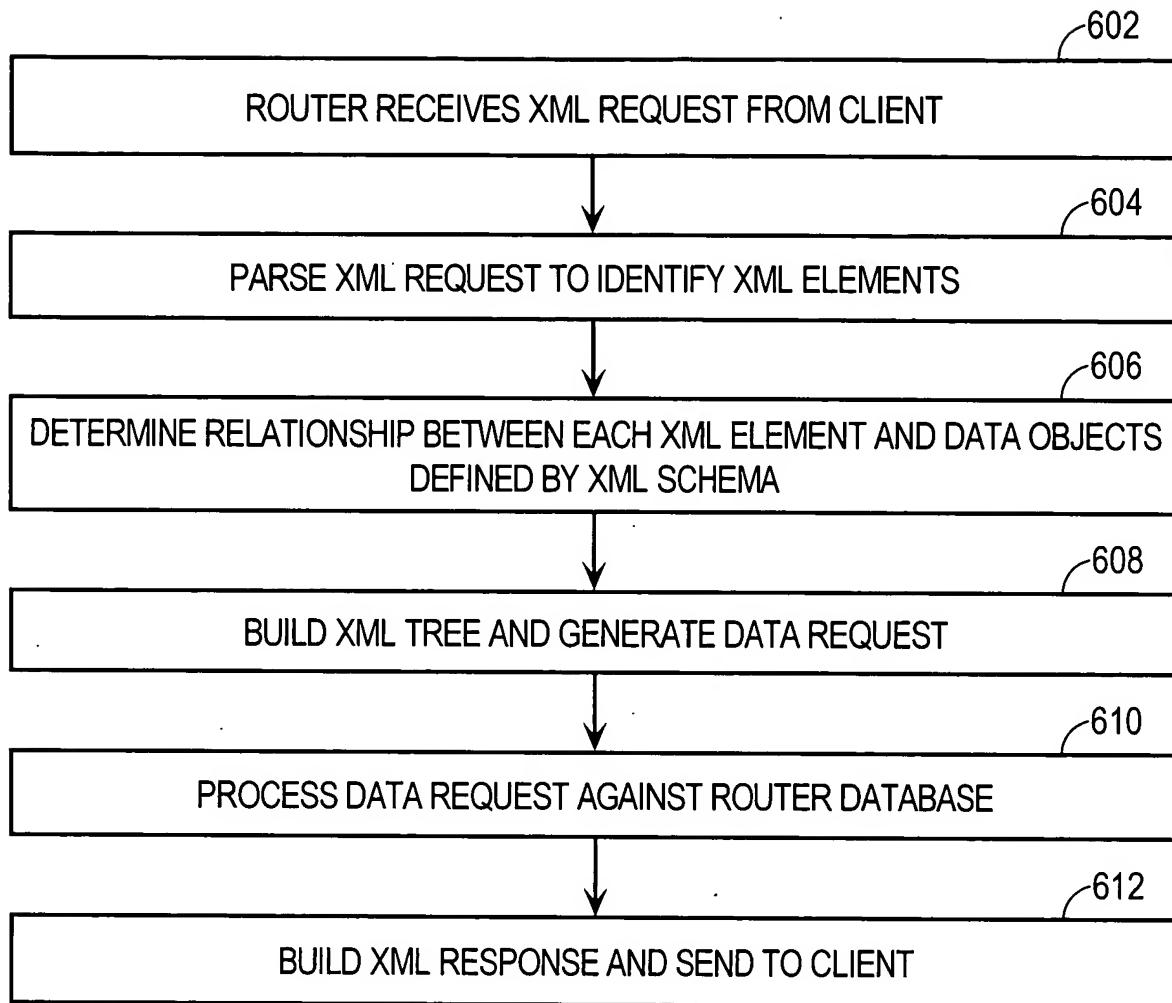 602
ROUTER RECEIVES XML REQUEST FROM CLIENT
604
PARSE XML REQUEST TO IDENTIFY XML ELEMENTS
606
DETERMINE RELATIONSHIP BETWEEN EACH XML ELEMENT AND DATA OBJECTS
DEFINED BY XML SCHEMA
608
BUILD XML TREE AND GENERATE DATA REQUEST
610
PROCESS DATA REQUEST AGAINST ROUTER DATABASE
612
BUILD XML RESPONSE AND SEND TO CLIENT